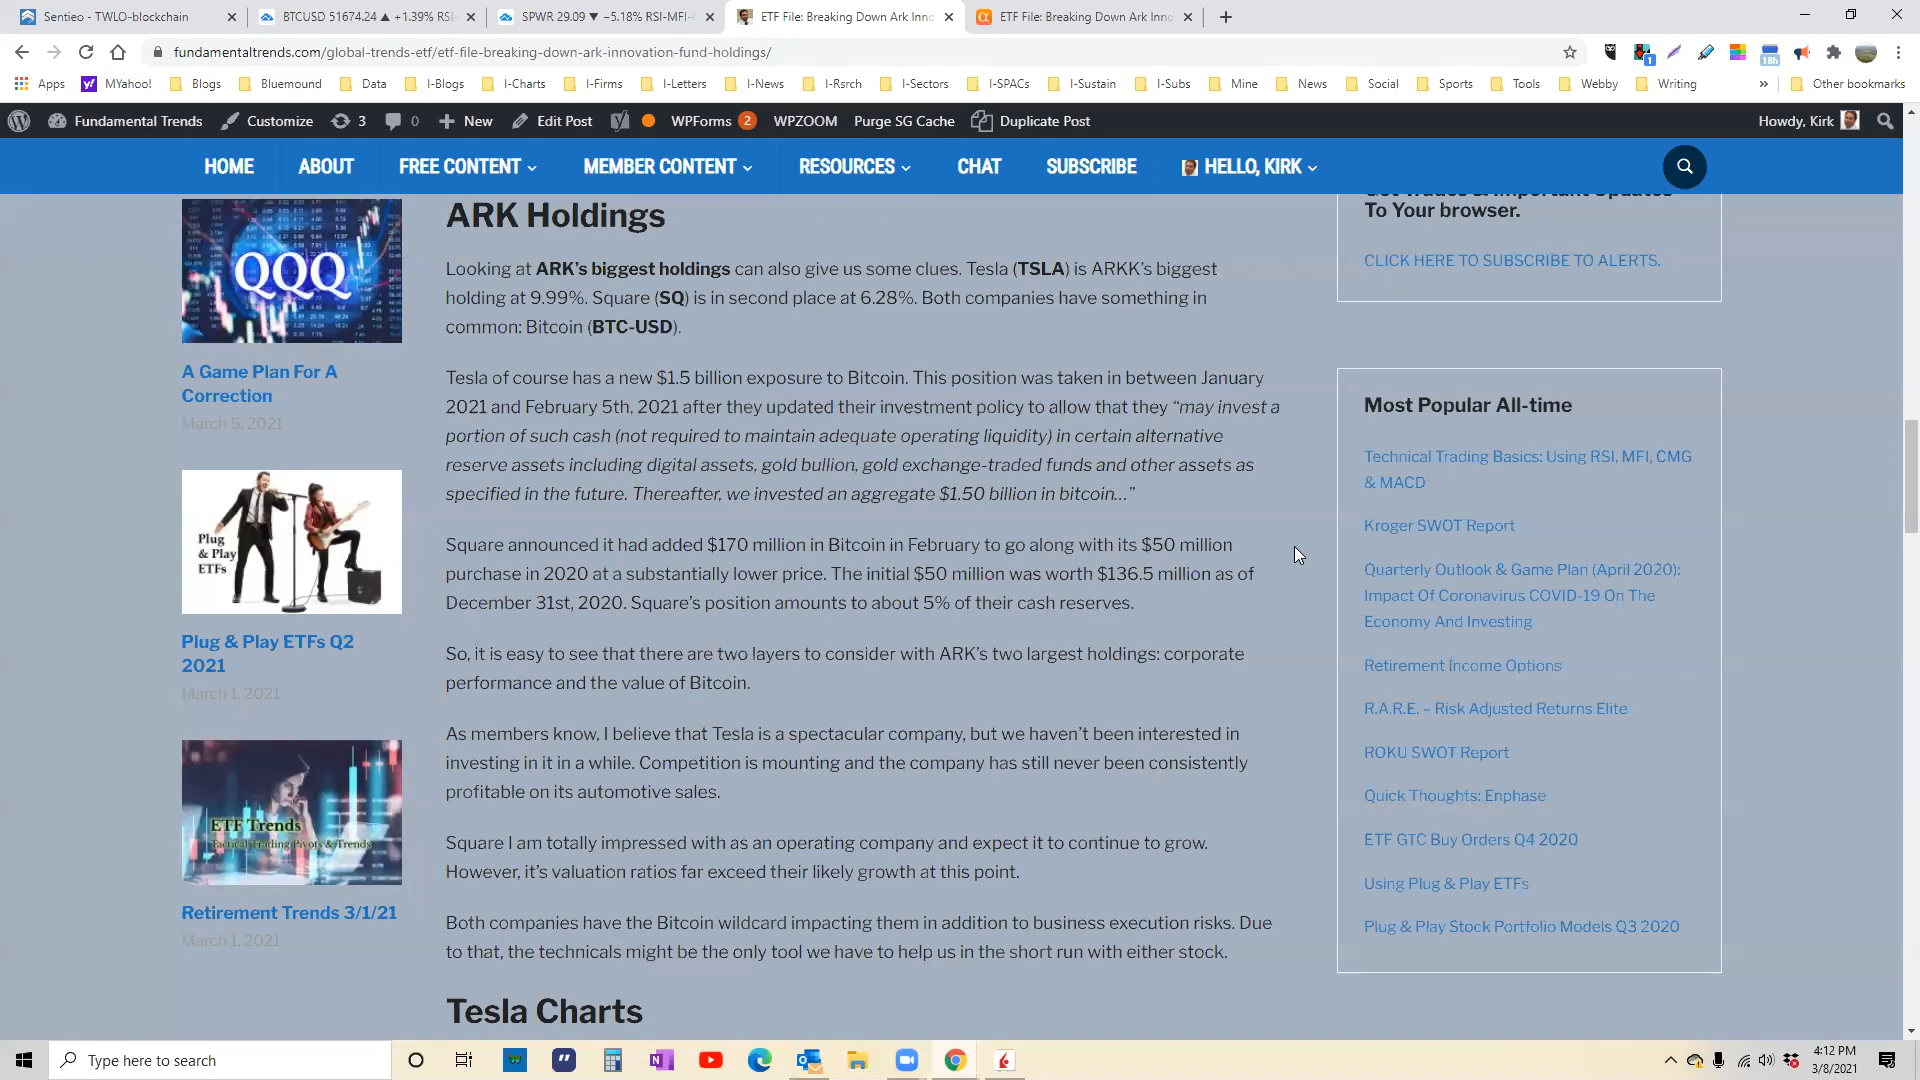 Sentieo - TWLO-blockchain
BTCUSD 51674.24 ▲ +1.39% RSI-
SPWR 29.09 ▼ −5.18% RSI-MFI-
ETF File: Breaking Down Ark Inno
ETF File: Breaking Down Ark Inno
fundamentaltrends.com/global-trends-etf/etf-file-breaking-down-ark-innovation-fund-holdings/
1
18h
Apps
MYahoo!
Blogs
Bluemound
Data
I-Blogs
I-Charts
I-Firms
I-Letters
I-News
I-Rsrch
I-Sectors
I-SPACs
I-Sustain
I-Subs
Mine
News
Social
Sports
Tools
Webby
Writing
»
Other bookmarks
Fundamental Trends
Customize
3
0
New
Edit Post
WPForms 2
WPZOOM
Purge SG Cache
Duplicate Post
Howdy, Kirk
HOME
ABOUT
FREE CONTENT
MEMBER CONTENT
RESOURCES
CHAT
SUBSCRIBE
HELLO, KIRK
QQQ
A Game Plan For A
Correction
March 5, 2021
Plug
& Play
ETFs
Plug & Play ETFs Q2
2021
March 1, 2021
ETF Trends
Tactical Trading Pivots & Trends
Retirement Trends 3/1/21
March 1, 2021
ARK Holdings
Looking at ARK's biggest holdings can also give us some clues. Tesla (TSLA) is ARKK's biggest
holding at 9.99%. Square (SQ) is in second place at 6.28%. Both companies have something in
common: Bitcoin (BTC-USD).
Tesla of course has a new $1.5 billion exposure to Bitcoin. This position was taken in between January
2021 and February 5th, 2021 after they updated their investment policy to allow that they “may invest a
portion of such cash (not required to maintain adequate operating liquidity) in certain alternative
reserve assets including digital assets, gold bullion, gold exchange-traded funds and other assets as
specified in the future. Thereafter, we invested an aggregate $1.50 billion in bitcoin…”
Square announced it had added $170 million in Bitcoin in February to go along with its $50 million
purchase in 2020 at a substantially lower price. The initial $50 million was worth $136.5 million as of
December 31st, 2020. Square's position amounts to about 5% of their cash reserves.
So, it is easy to see that there are two layers to consider with ARK's two largest holdings: corporate
performance and the value of Bitcoin.
As members know, I believe that Tesla is a spectacular company, but we haven't been interested in
investing in it in a while. Competition is mounting and the company has still never been consistently
profitable on its automotive sales.
Square I am totally impressed with as an operating company and expect it to continue to grow.
However, it's valuation ratios far exceed their likely growth at this point.
Both companies have the Bitcoin wildcard impacting them in addition to business execution risks. Due
to that, the technicals might be the only tool we have to help us in the short run with either stock.
Tesla Charts
Get Trades & Important Updates
To Your browser.
CLICK HERE TO SUBSCRIBE TO ALERTS.
Most Popular All-time
Technical Trading Basics: Using RSI, MFI, CMG
& MACD
Kroger SWOT Report
Quarterly Outlook & Game Plan (April 2020):
Impact Of Coronavirus COVID-19 On The
Economy And Investing
Retirement Income Options
R.A.R.E. – Risk Adjusted Returns Elite
ROKU SWOT Report
Quick Thoughts: Enphase
ETF GTC Buy Orders Q4 2020
Using Plug & Play ETFs
Plug & Play Stock Portfolio Models Q3 2020
Type here to search
4:12 PM
3/8/2021